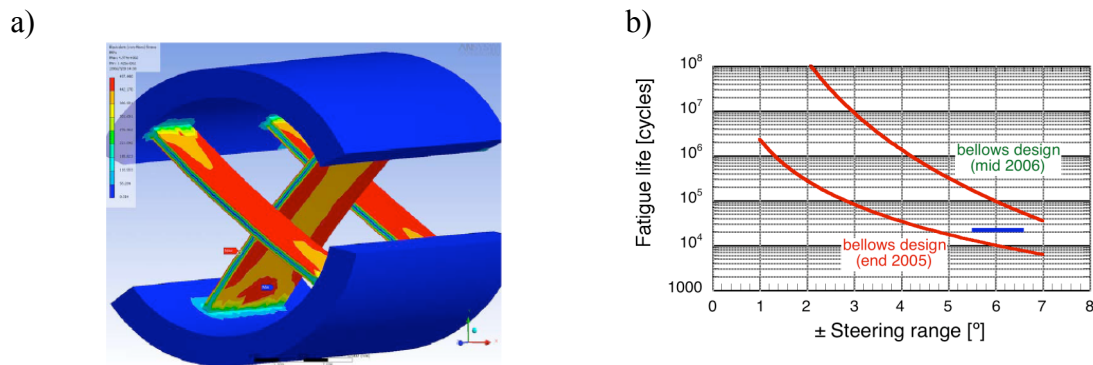 a)
b)
Fatigue life [cycles]
10⁸
10⁷
10⁶
10⁵
10⁴
1000
bellows design
(mid 2006)
bellows design
(end 2005)
0 1 2 3 4 5 6 7 8
± Steering range [º]